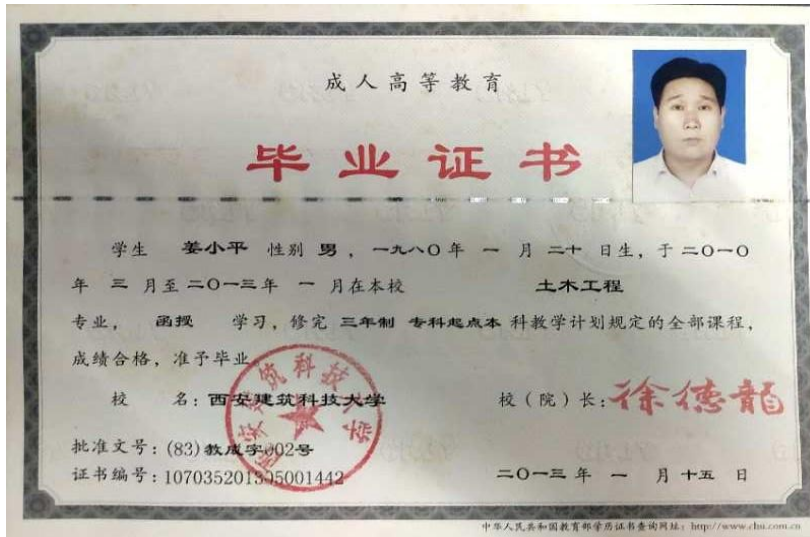 成人高等教育
毕业证书
学生 姜小平 性别 男，一九八〇年 一 月 二十 日生，于 二〇一〇
年 三 月至 二〇一三年 一 月在本校 土木工程
专业， 函授 学习，修完 三年制 专科起点本 科教学计划规定的全部课程，
成绩合格，准予毕业
校 名：西安建筑科技大学
校（院）长：徐德龍
批准文号：(83)教成字002号
证书编号：107035201305001442
二〇一三 年 一 月 十五 日
中华人民共和国教育部学历证书查询网址：http://www.chsi.com.cn